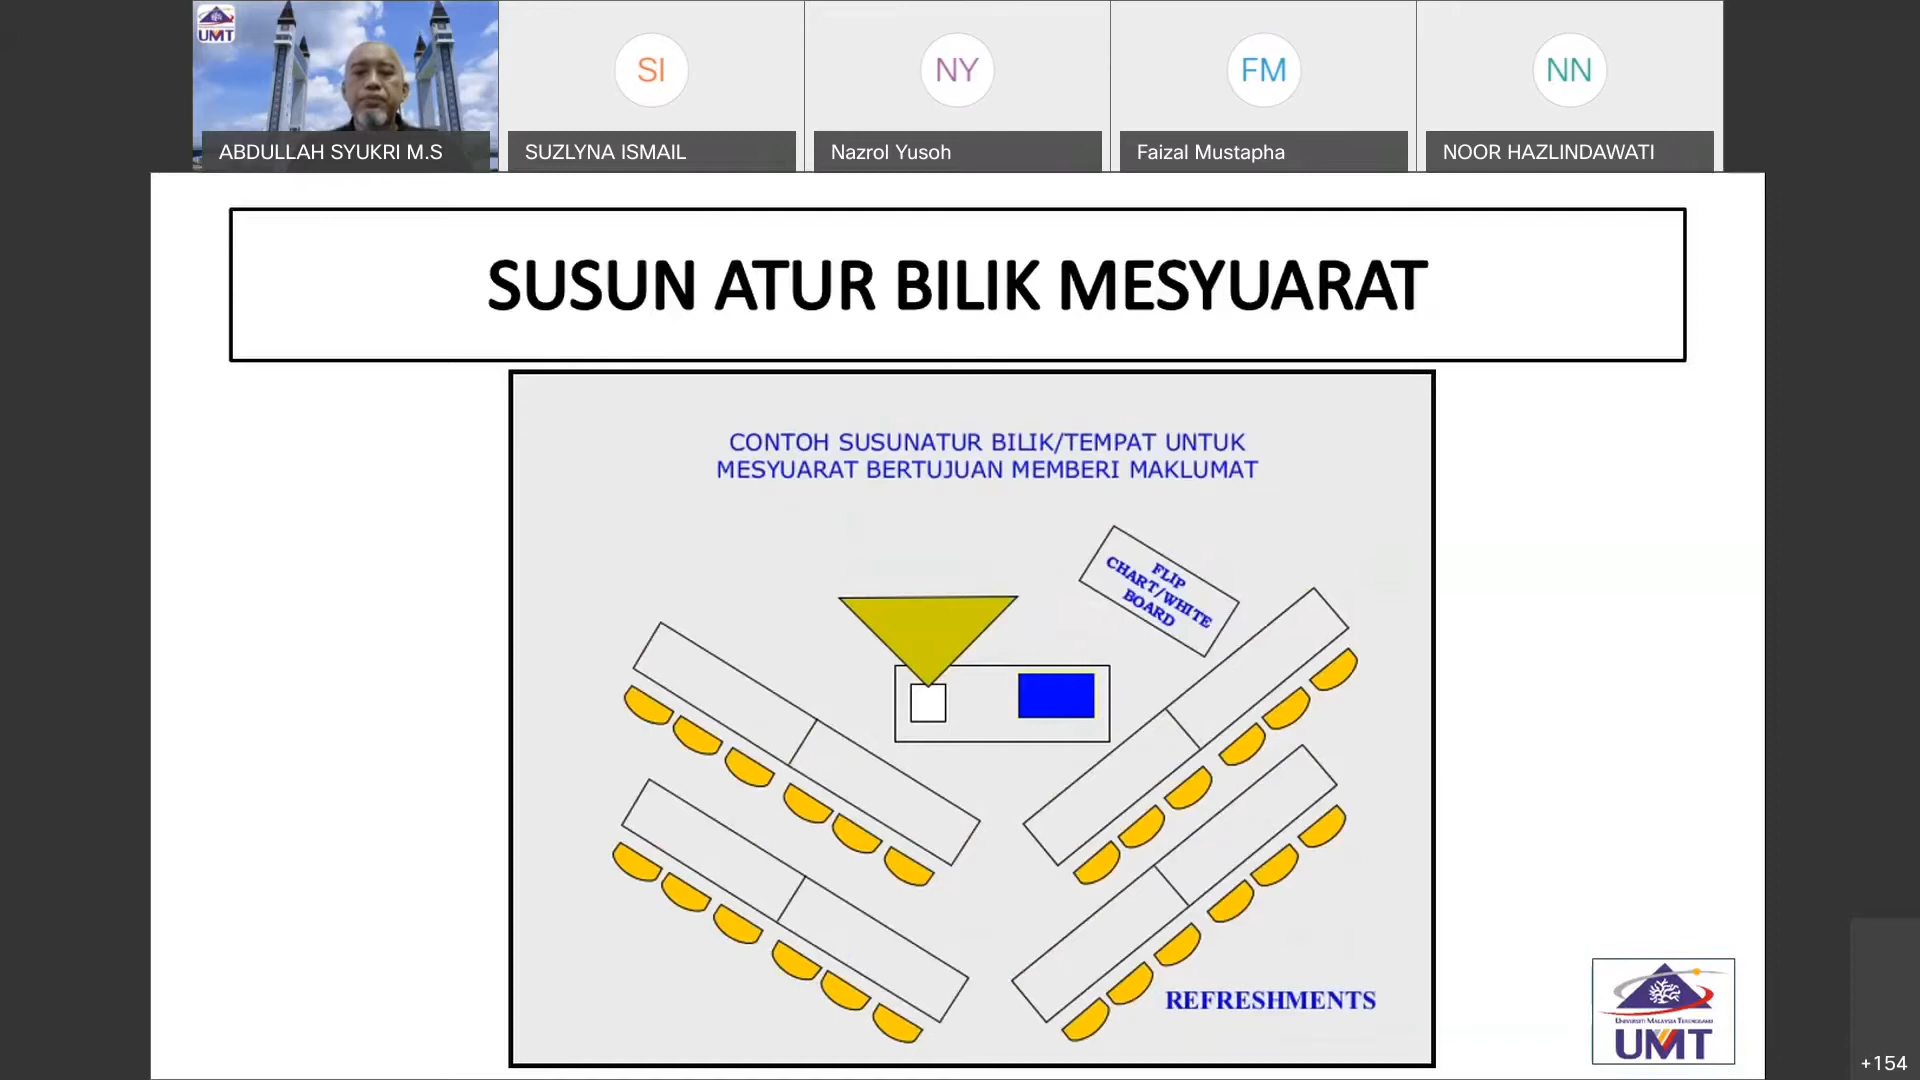 UMT
SI
NY
FM
NN
ABDULLAH SYUKRI M.S
SUZLYNA ISMAIL
Nazrol Yusoh
Faizal Mustapha
NOOR HAZLINDAWATI
SUSUN ATUR BILIK MESYUARAT
CONTOH SUSUNATUR BILIK/TEMPAT UNTUK
MESYUARAT BERTUJUAN MEMBERI MAKLUMAT
FLIP
CHART/WHITE
BOARD
REFRESHMENTS
UNIVERSITI MALAYSIA TERENGGANU
UMT
+154